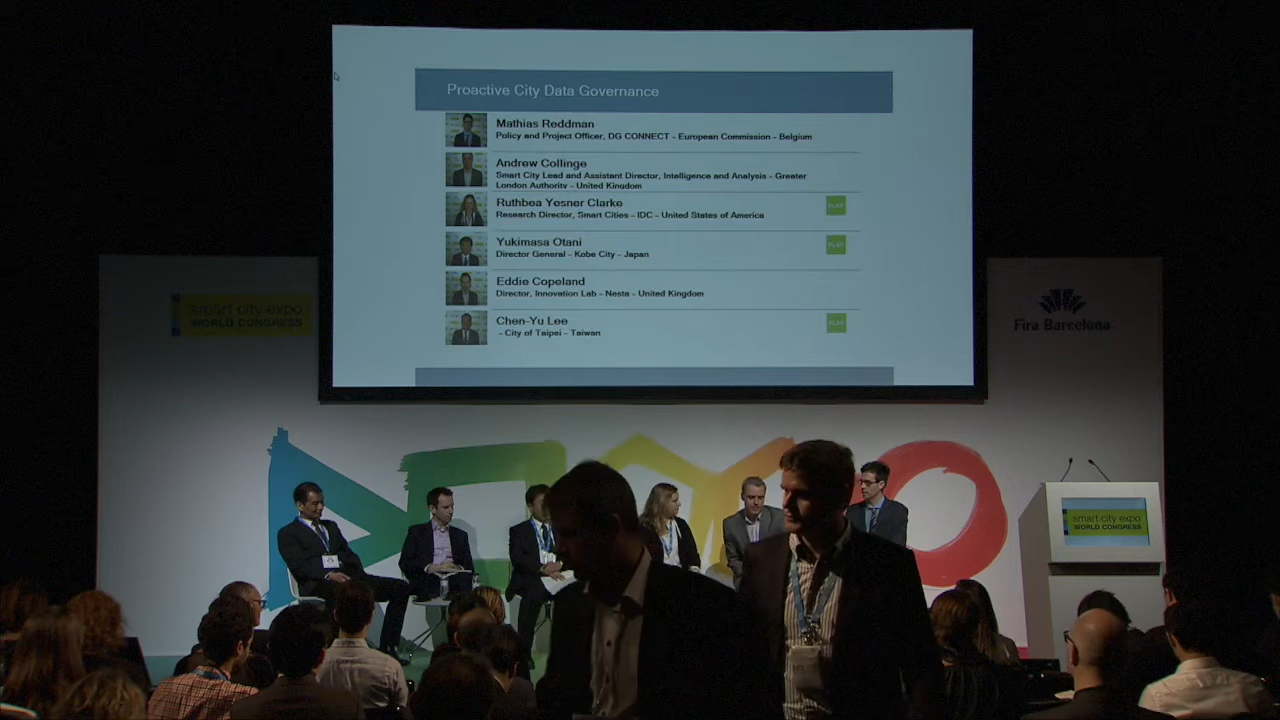 Proactive City Data Governance
Mathias Reddman
Policy and Project Officer, DG CONNECT - European Commission - Belgium
Andrew Collinge
Smart City Lead and Assistant Director, Intelligence and Analysis - Greater
London Authority - United Kingdom
Ruthbea Yesner Clarke
Research Director, Smart Cities - IDC - United States of America
PLAY
Yukimasa Otani
Director General - Kobe City - Japan
PLAY
Eddie Copeland
Director, Innovation Lab - Nesta - United Kingdom
Chen-Yu Lee
- City of Taipei - Taiwan
PLAY
smart city expo
WORLD CONGRESS
Fira Barcelona
smart city expo
WORLD CONGRESS